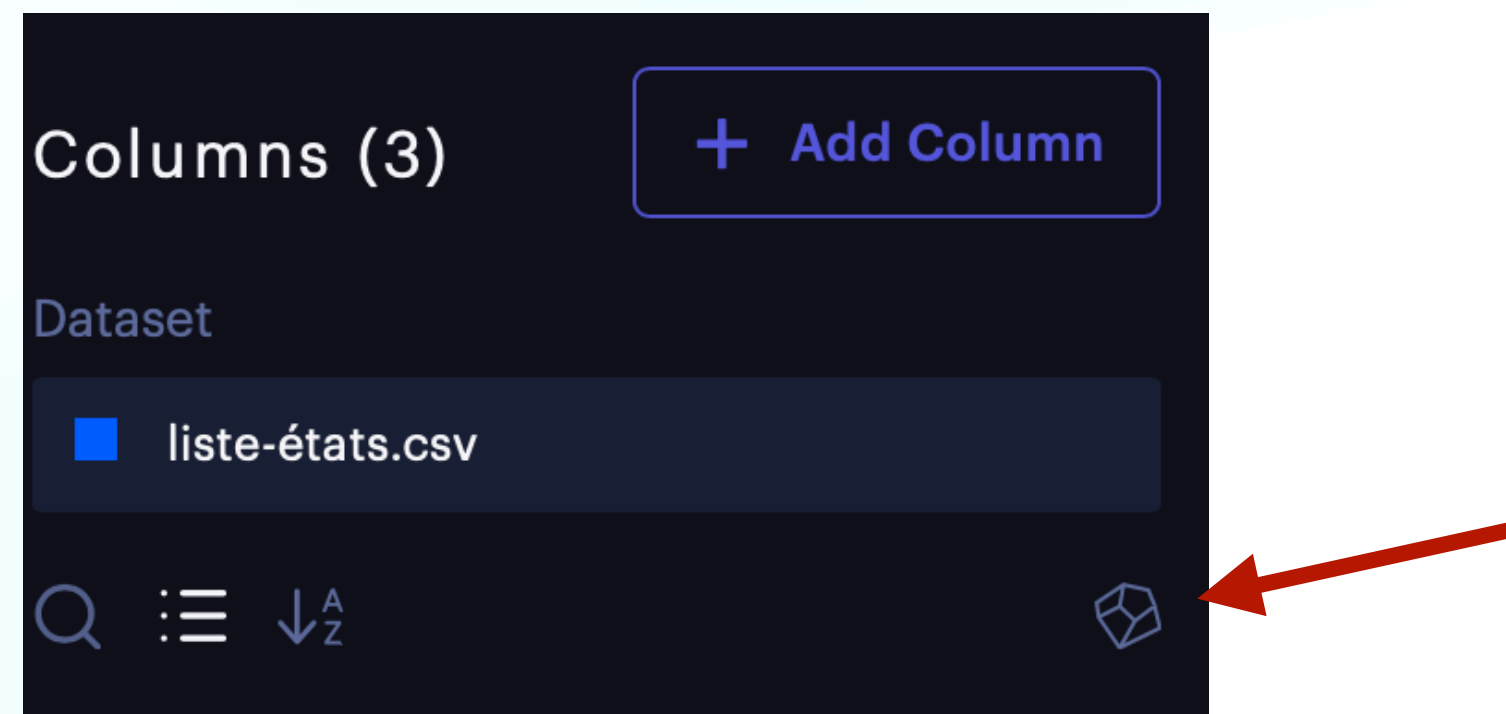 Columns (3)
+ Add Column
Dataset
liste-états.csv
A
Z